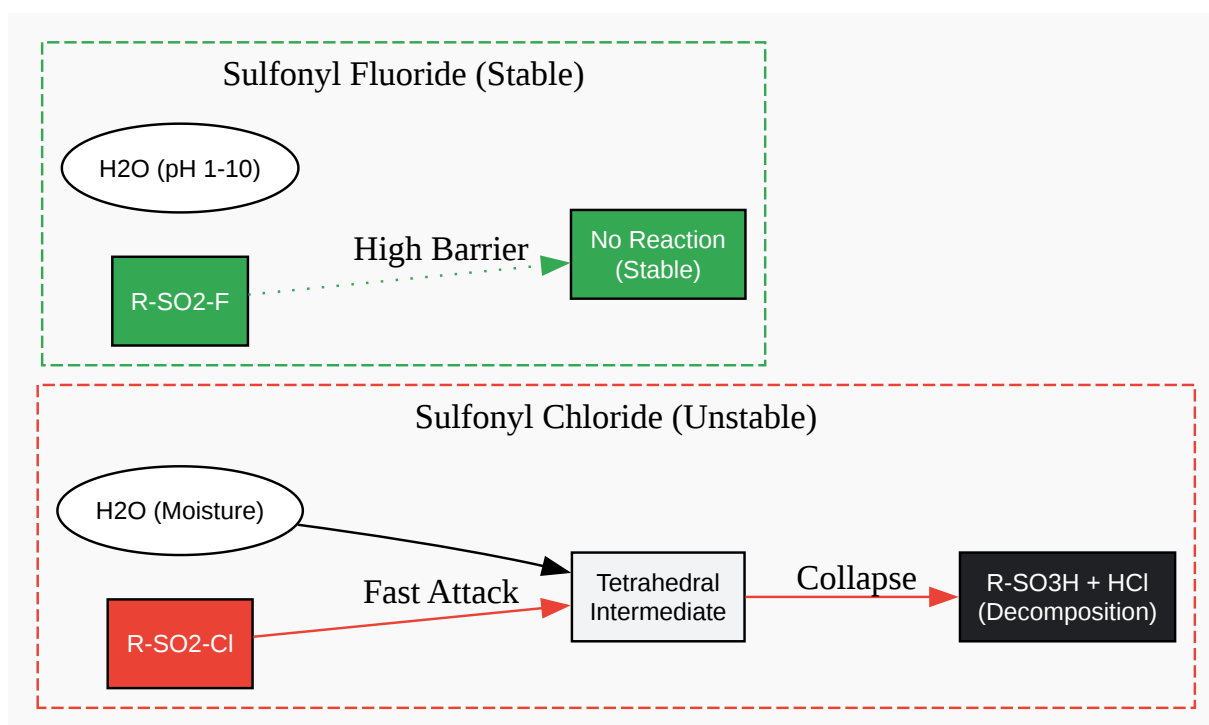 Sulfonyl Fluoride (Stable)
H2O (pH 1-10)
High Barrier
No Reaction
(Stable)
R-SO2-F
Sulfonyl Chloride (Unstable)
H2O (Moisture)
Fast Attack
Tetrahedral
Intermediate
Collapse
R-SO3H + HCl
(Decomposition)
R-SO2-Cl